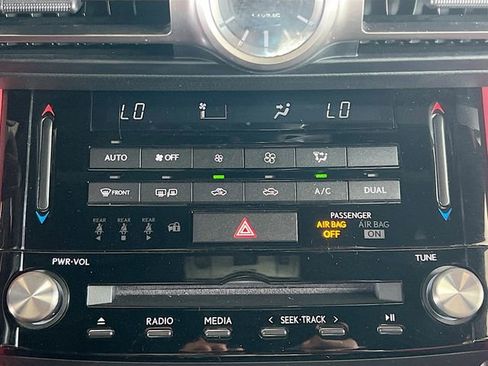 LO LO
AUTO OFF
FRONT A/C DUAL
REAR REAR REAR
PASSENGER
AIR BAG AIR BAG
OFF ON
PWR·VOL TUNE
RADIO MEDIA < SEEK·TRACK >